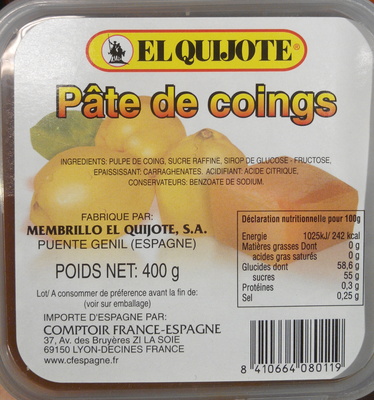 EL QUIJOTE®
Pâte de coings
INGREDIENTS: PULPE DE COING, SUCRE RAFFINE, SIROP DE GLUCOSE - FRUCTOSE,
EPAISSISSANT: CARRAGHENATES. ACIDIFIANT: ACIDE CITRIQUE,
CONSERVATEURS: BENZOATE DE SODIUM.
FABRIQUE PAR:
MEMBRILLO EL QUIJOTE, S.A.
PUENTE GENIL (ESPAGNE)
POIDS NET: 400 g
Lot/ A consommer de préference avant la fin de:
(voir sur emballage)
IMPORTE D'ESPAGNE PAR:
COMPTOIR FRANCE-ESPAGNE
37, Av. des Bruyères ZI LA SOIE
69150 LYON-DECINES FRANCE
www.cfespagne.fr
Déclaration nutritionnelle pour 100g
Energie 1025kJ/ 242 kcal
Matières grasses Dont 0 g
acides gras saturés 0 g
Glucides dont 58,6 g
sucres 55 g
Protéines 0,3 g
Sel 0,25 g
8 410664 080119